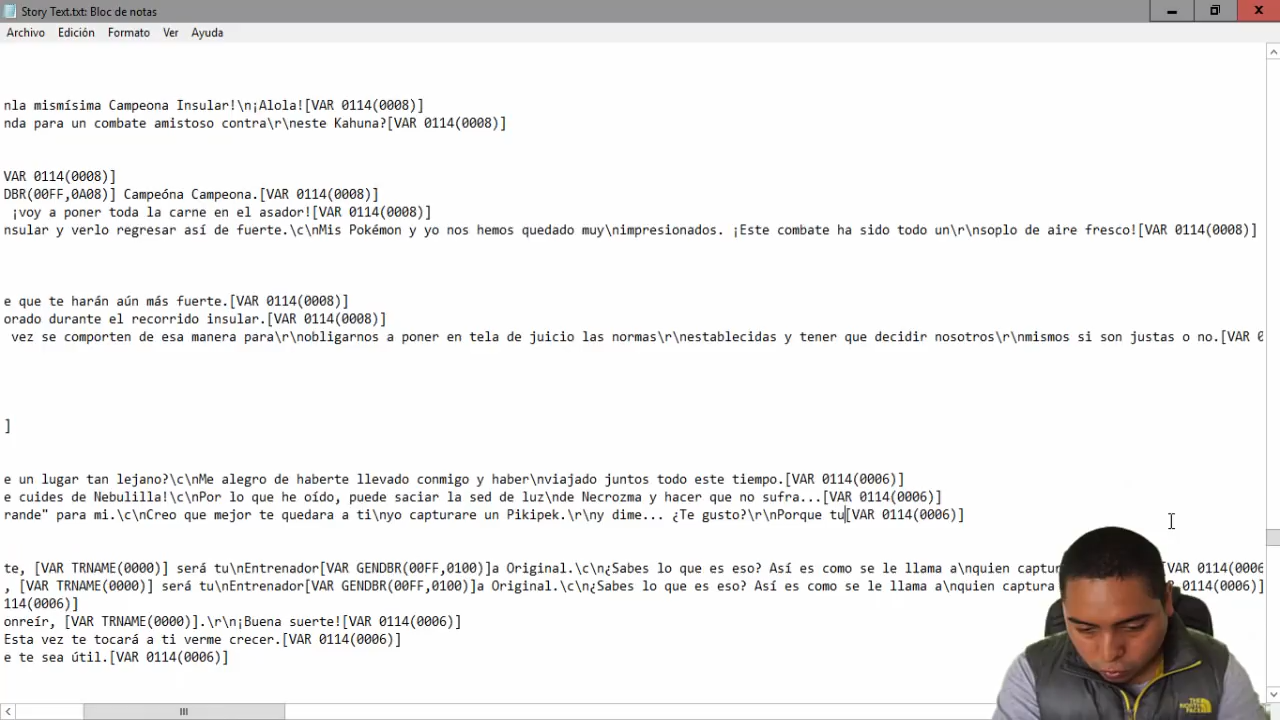 Story Text.txt: Bloc de notas
Archivo Edición Formato Ver Ayuda
nla mismísima Campeona Insular!\n¡Alola![VAR 0114(0008)]
nda para un combate amistoso contra\r\neste Kahuna?[VAR 0114(0008)]
VAR 0114(0008)]
DBR(00FF,0A08)] Campeóna Campeona.[VAR 0114(0008)]
¡voy a poner toda la carne en el asador![VAR 0114(0008)]
nsular y verlo regresar así de fuerte.\c\nMis Pokémon y yo nos hemos quedado muy\nimpresionados. ¡Este combate ha sido todo un\r\nsoplo de aire fresco![VAR 0114(0008)]
e que te harán aún más fuerte.[VAR 0114(0008)]
orado durante el recorrido insular.[VAR 0114(0008)]
vez se comporten de esa manera para\r\nobligarnos a poner en tela de juicio las normas\r\nestablecidas y tener que decidir nosotros\r\nmismos si son justas o no.[VAR 0
]
e un lugar tan lejano?\c\nMe alegro de haberte llevado conmigo y haber\nviajado juntos todo este tiempo.[VAR 0114(0006)]
e cuides de Nebulilla!\c\nPor lo que he oído, puede saciar la sed de luz\nde Necrozma y hacer que no sufra...[VAR 0114(0006)]
rande" para mi.\c\nCreo que mejor te quedara a ti\nyo capturare un Pikipek.\r\ny dime... ¿Te gusto?\r\nPorque tu[VAR 0114(0006)]
te, [VAR TRNAME(0000)] será tu\nEntrenador[VAR GENDBR(00FF,0100)]a Original.\c\n¿Sabes lo que es eso? Así es como se le llama a\nquien captura 0114(0006
, [VAR TRNAME(0000)] será tu\nEntrenador[VAR GENDBR(00FF,0100)]a Original.\c\n¿Sabes lo que es eso? Así es como se le llama a\nquien captura 0114(0006)]
114(0006)]
onreír, [VAR TRNAME(0000)].\r\n¡Buena suerte![VAR 0114(0006)]
Esta vez te tocará a ti verme crecer.[VAR 0114(0006)]
e te sea útil.[VAR 0114(0006)]
THE NORTH FACE